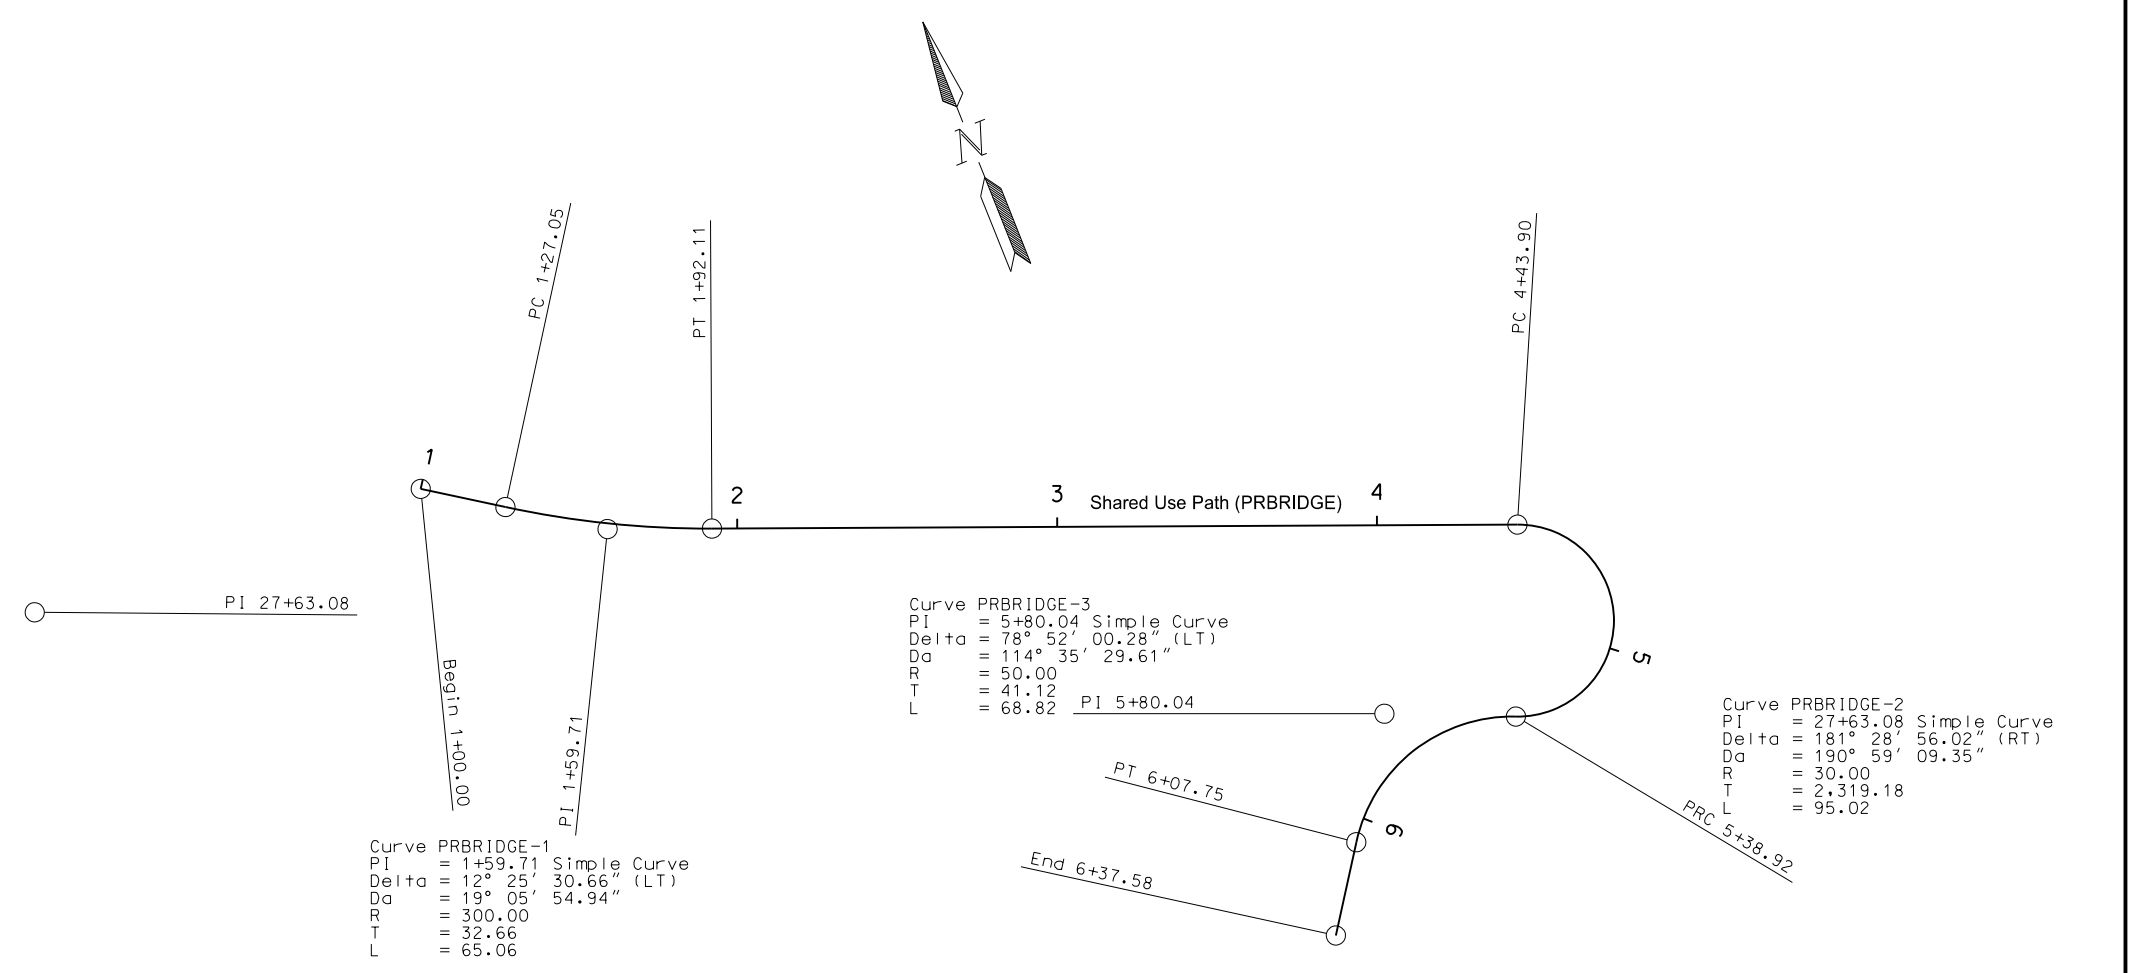 N
PC 1+27.05
PT 1+92.11
PC 4+43.90
1
2
3
Shared Use Path (PRBRIDGE)
4
5
6
PI 27+63.08
Begin 1+00.00
PI 1+59.71
Curve PRBRIDGE-3
PI = 5+80.04 Simple Curve
Delta = 78° 52' 00.28" (LT)
Da = 114° 35' 29.61"
R = 50.00
T = 41.12
L = 68.82
PI 5+80.04
PT 6+07.75
End 6+37.58
PRC 5+38.92
Curve PRBRIDGE-2
PI = 27+63.08 Simple Curve
Delta = 181° 28' 56.02" (RT)
Da = 190° 59' 09.35"
R = 30.00
T = 2,319.18
L = 95.02
Curve PRBRIDGE-1
PI = 1+59.71 Simple Curve
Delta = 12° 25' 30.66" (LT)
Da = 19° 05' 54.94"
R = 300.00
T = 32.66
L = 65.06